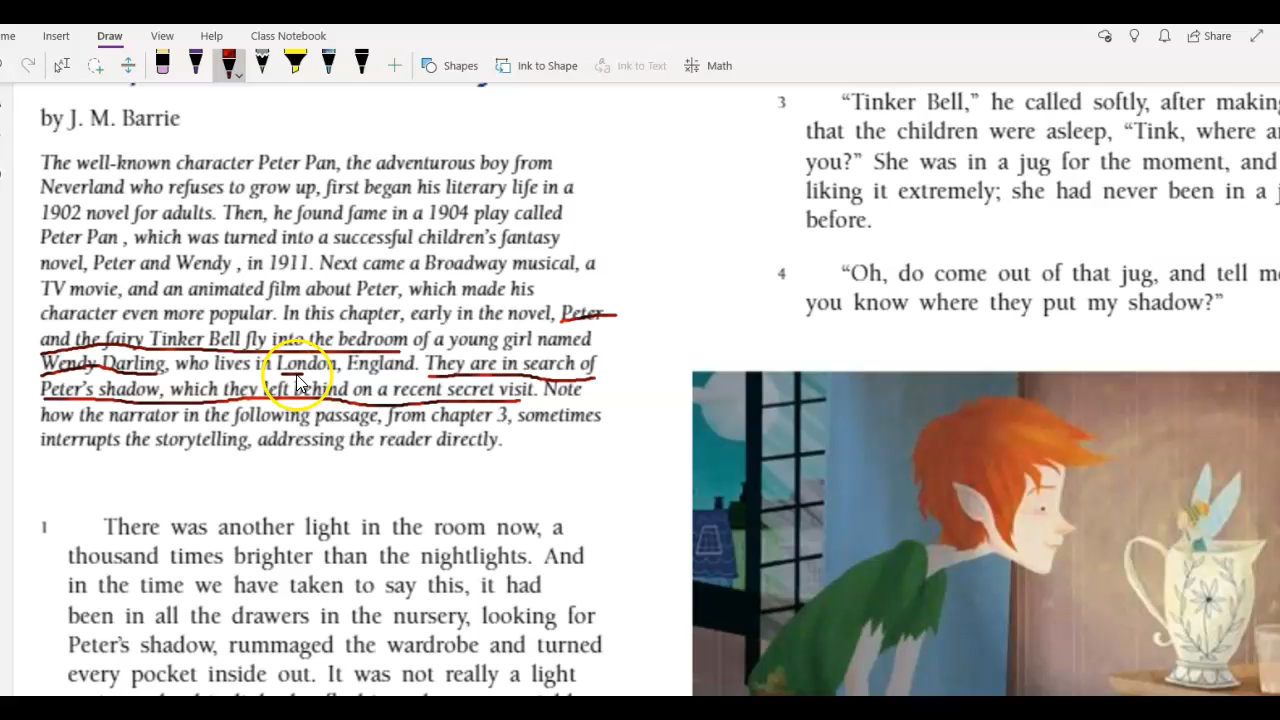 me Insert Draw View Help Class Notebook Share
Shapes Ink to Shape Ink to Text Math
by J. M. Barrie
The well-known character Peter Pan, the adventurous boy from
Neverland who refuses to grow up, first began his literary life in a
1902 novel for adults. Then, he found fame in a 1904 play called
Peter Pan , which was turned into a successful children's fantasy
novel, Peter and Wendy , in 1911. Next came a Broadway musical, a
TV movie, and an animated film about Peter, which made his
character even more popular. In this chapter, early in the novel, Peter
and the fairy Tinker Bell fly into the bedroom of a young girl named
Wendy Darling, who lives in London, England. They are in search of
Peter's shadow, which they left behind on a recent secret visit. Note
how the narrator in the following passage, from chapter 3, sometimes
interrupts the storytelling, addressing the reader directly.
1 There was another light in the room now, a
thousand times brighter than the nightlights. And
in the time we have taken to say this, it had
been in all the drawers in the nursery, looking for
Peter's shadow, rummaged the wardrobe and turned
every pocket inside out. It was not really a light
3 “Tinker Bell,” he called softly, after making
that the children were asleep, “Tink, where a
you?” She was in a jug for the moment, and
liking it extremely; she had never been in a j
before.
4 “Oh, do come out of that jug, and tell me
you know where they put my shadow?”